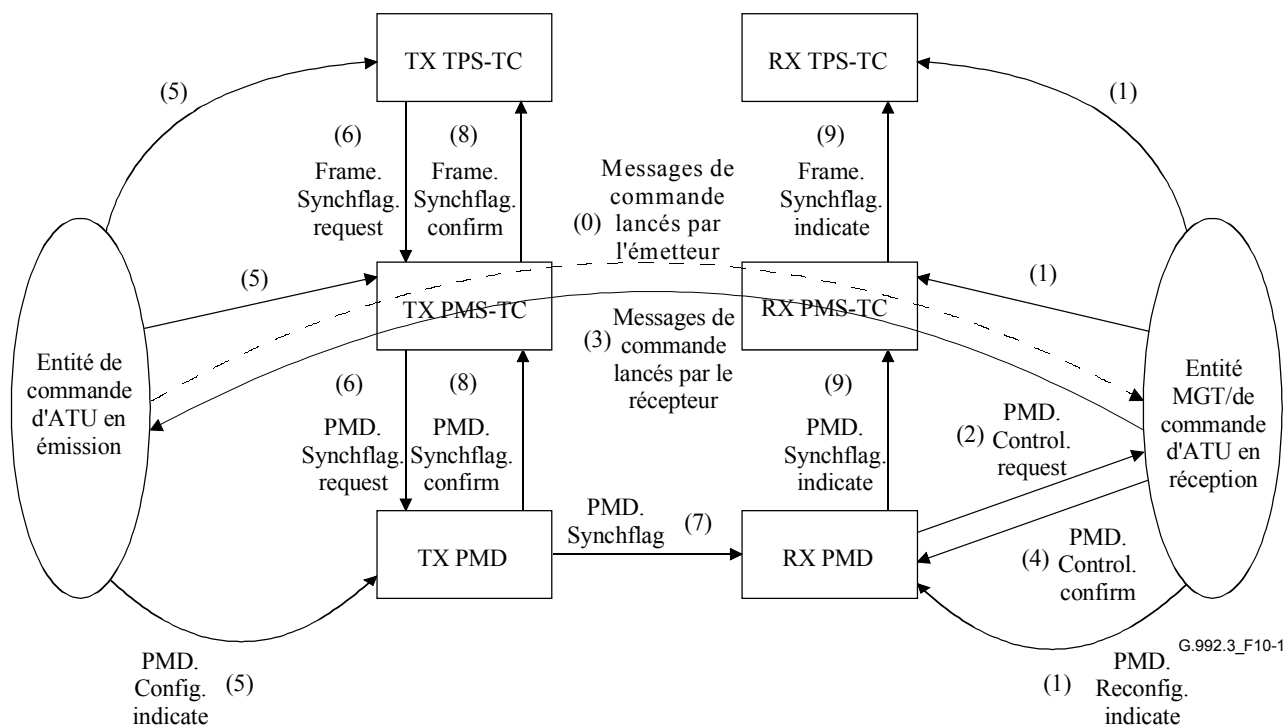 TX TPS-TC
RX TPS-TC
(5)
(1)
(6)
(8)
(9)
Frame.
Synchflag.
request
Frame.
Synchflag.
confirm
Messages de
commande
lancés par
l'émetteur
(0)
Frame.
Synchflag.
indicate
(5)
(1)
TX PMS-TC
RX PMS-TC
(3)
Messages de
commande
lancés par le
récepteur
Entité de
commande
d'ATU en
émission
Entité
MGT/de
commande
d'ATU en
réception
(6)
(8)
(9)
PMD.
Synchflag.
request
PMD.
Synchflag.
confirm
PMD.
Synchflag.
indicate
(2)
PMD.
Control.
request
PMD.
Synchflag
(7)
TX PMD
RX PMD
(4)
PMD.
Control.
confirm
G.992.3_F10-1
PMD.
Config.
indicate
(5)
(1)
PMD.
Reconfig.
indicate